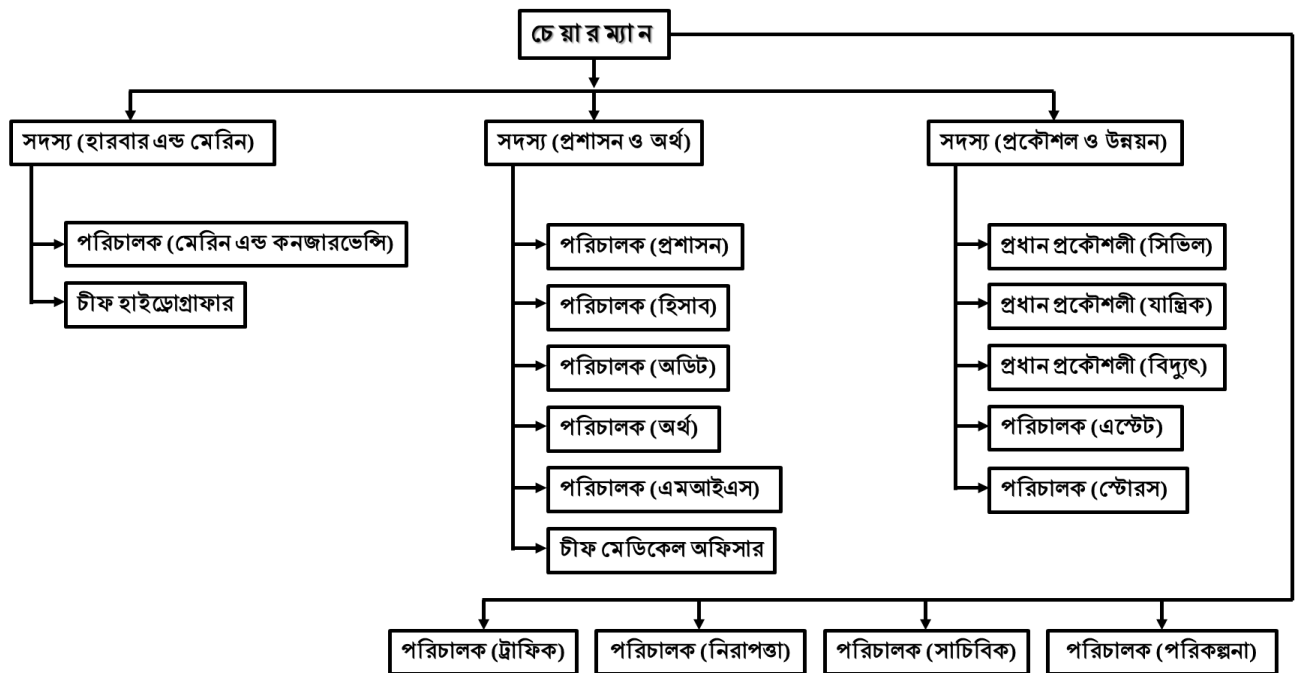 চেয়ারম্যান
সদস্য (হারবার এন্ড মেরিন)
পরিচালক (মেরিন এন্ড কনজারভেন্সি)
চীফ হাইড্রোগ্রাফার
সদস্য (প্রশাসন ও অর্থ)
পরিচালক (প্রশাসন)
পরিচালক (হিসাব)
পরিচালক (অডিট)
পরিচালক (অর্থ)
পরিচালক (এমআইএস)
চীফ মেডিকেল অফিসার
সদস্য (প্রকৌশল ও উন্নয়ন)
প্রধান প্রকৌশলী (সিভিল)
প্রধান প্রকৌশলী (যান্ত্রিক)
প্রধান প্রকৌশলী (বিদ্যুৎ)
পরিচালক (এস্টেট)
পরিচালক (স্টোরস)
পরিচালক (ট্রাফিক)
পরিচালক (নিরাপত্তা)
পরিচালক (সাচিবিক)
পরিচালক (পরিকল্পনা)